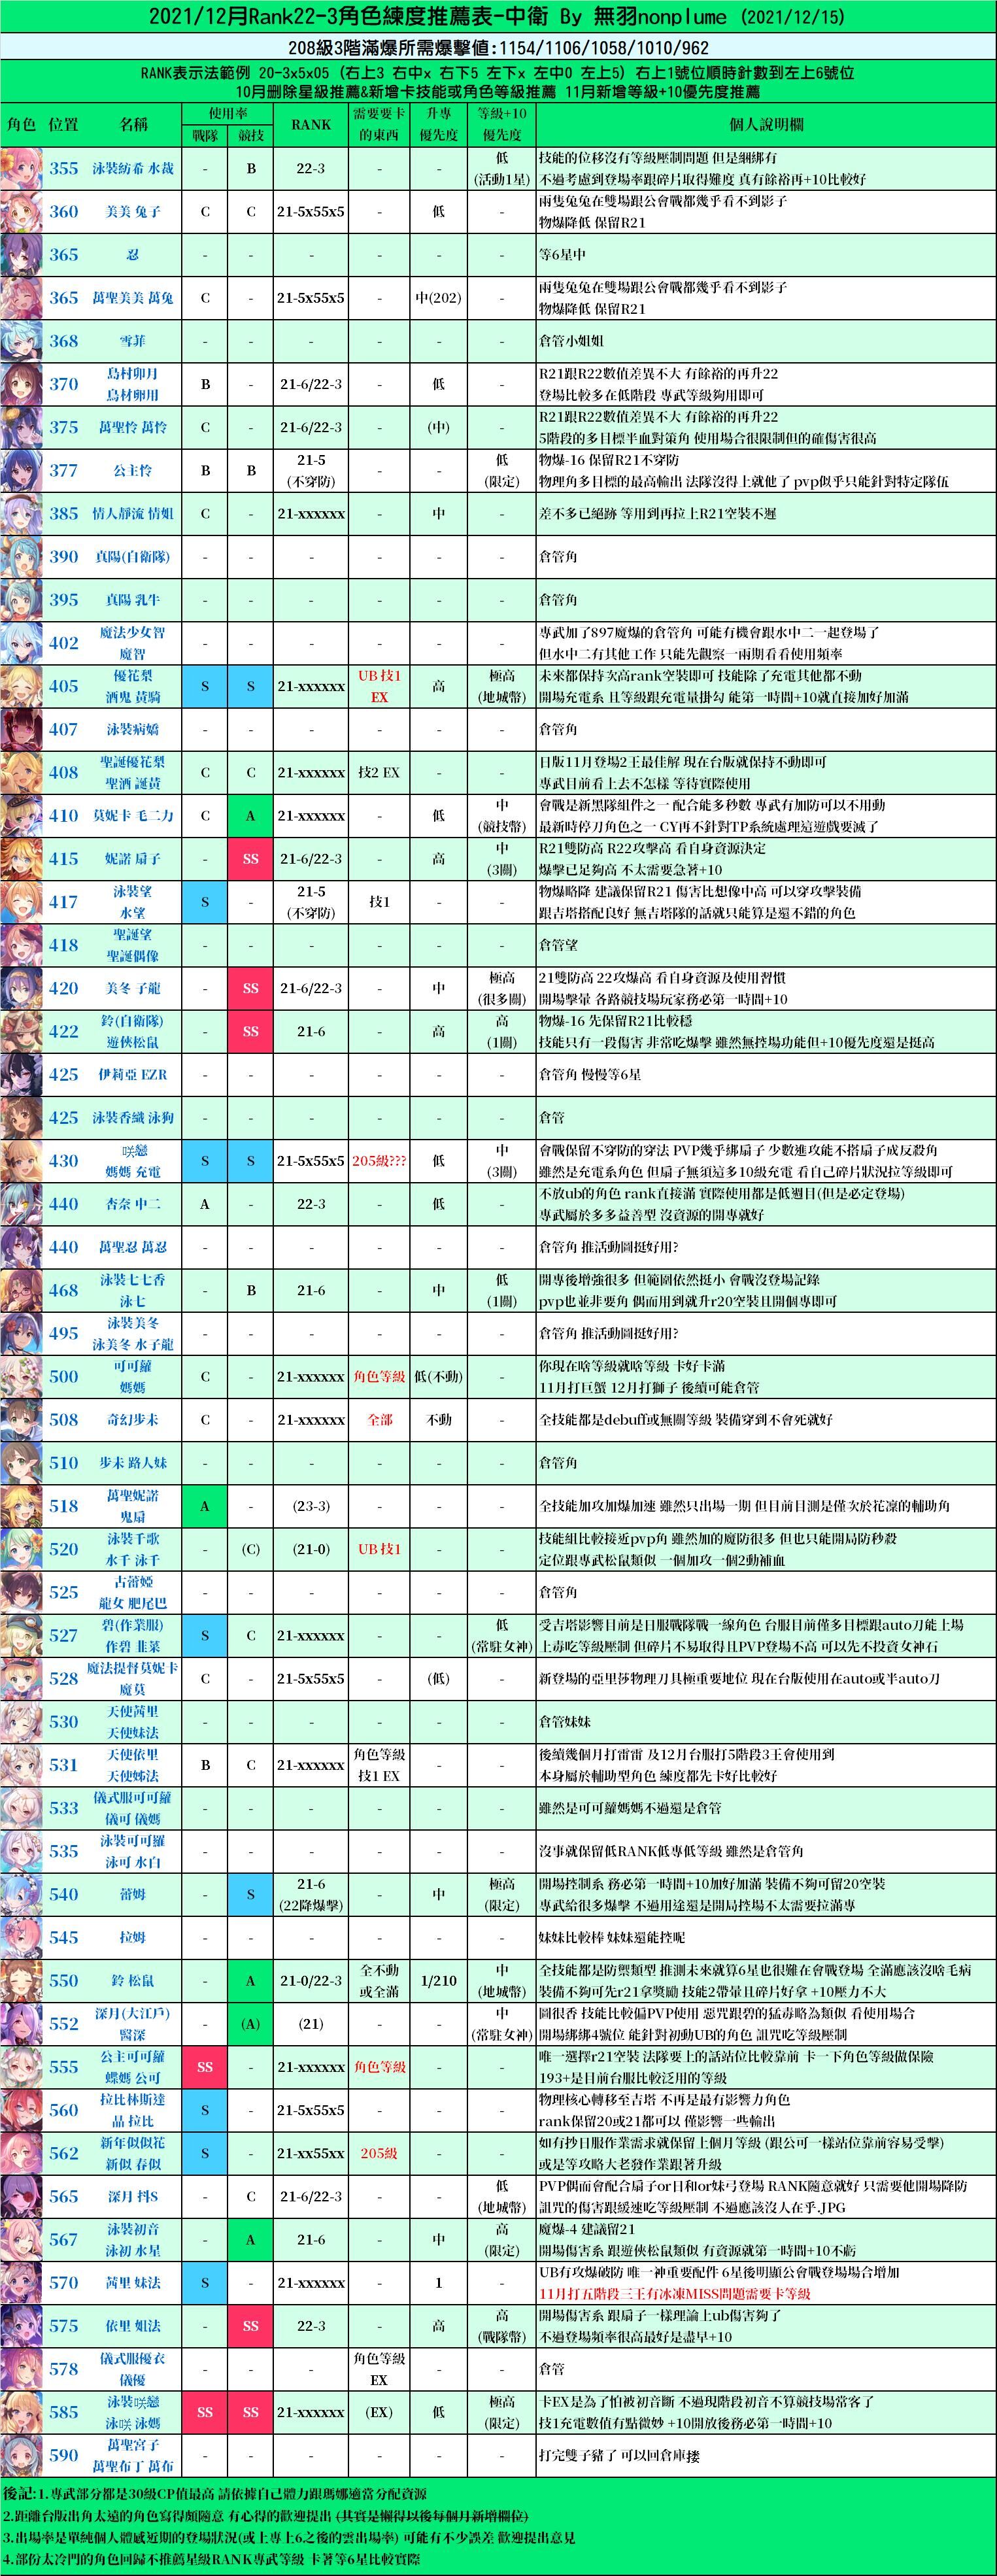 2021/12月Rank22-3角色練度推薦表-中衛 By 無羽nonplume (2021/12/15)
208級3階滿爆所需爆擊值:1154/1106/1058/1010/962
RANK表示法範例 20-3x5x05 (右上3 右中x 右下5 左下x 左中0 左上5) 右上1號位順時針數到左上6號位
10月刪除星級推薦&新增卡技能或角色等級推薦 11月新增等級+10優先度推薦
角色 位置 名稱 使用率 戰隊 競技 RANK 需要要卡的東西 升專優先度 等級+10優先度 個人說明欄
355 泳裝紡希 水裁 - B 22-3 - - 低(活動1星) 技能的位移沒有等級壓制問題 但是綑綁有
不過考慮到登場率跟碎片取得難度 真有餘裕再+10比較好
360 美美 兔子 C C 21-5x55x5 - 低 - 兩隻兔兔在雙場跟公會戰都幾乎看不到影子
物爆降低 保留R21
365 忍 - - - - - - 等6星中
365 萬聖美美 萬兔 C - 21-5x55x5 - 中(202) - 兩隻兔兔在雙場跟公會戰都幾乎看不到影子
物爆降低 保留R21
368 雪菲 - - - - - - 倉管小姐姐
370 島村卯月 島村卵用 B - 21-6/22-3 - 低 - R21跟R22數值差異不大 有餘裕的再升22
登場比較多在低階段 專武等級夠用即可
375 萬聖怜 萬怜 C - 21-6/22-3 - (中) - R21跟R22數值差異不大 有餘裕的再升22
5階段的多目標半血對策角 使用場合很限制但的確傷害很高
377 公主怜 B B 21-5(不穿防) - - 低(限定) 物爆-16 保留R21不穿防
物理角多目標的最高輸出 法隊沒得上就他了 pvp似乎只能針對特定隊伍
385 情人靜流 情姐 C - 21-xxxxxx - 中 - 差不多已絕跡 等用到再拉上R21空裝不遲
390 真陽(自衛隊) - - - - - - 倉管角
395 真陽 乳牛 - - - - - - 倉管角
402 魔法少女智 魔智 - - - - - - 專武加了897魔爆的倉管角 可能有機會跟水中二一起登場了
但水中二有其他工作 只能先觀察一兩期看看使用頻率
405 優花梨 酒鬼 黃騎 S S 21-xxxxxx UB 技1 EX 高 極高(地城幣) 未來都保持次高rank空裝即可 技能除了充電其他都不動
開場充電系 且等級跟充電量掛勾 能第一時間+10就直接加好加滿
407 泳裝病嬌 - - - - - - 倉管角
408 聖誕優花梨 聖酒 誕黃 C C 21-xxxxxx 技2 EX - - 日版11月登場2王最佳解 現在台版就保持不動即可
專武目前看上去不怎樣 等待實際使用
410 莫妮卡 毛二力 C A 21-xxxxxx - 低 中(競技幣) 會戰是新黑隊組件之一 配合能多秒數 專武有加防可以不用動
最新時停刀角色之一 CY再不針對TP系統處理這遊戲要滅了
415 妮諾 扇子 - SS 21-6/22-3 - 高 中(3圖) R21雙防高 R22攻擊高 看自身資源決定
爆擊已足夠高 不太需要急著+10
417 泳裝望 水望 S - 21-5(不穿防) 技1 - - 物爆略降 建議保留R21 傷害比想像中高 可以穿攻擊裝備
跟吉塔搭配良好 無吉塔隊的話就只能算是還不錯的角色
418 聖誕望 聖誕偶像 - - - - - - 倉管望
420 美冬 子龍 - SS 21-6/22-3 - 中 極高(很多圖) 21雙防高 22攻爆高 看自身資源及使用習慣
開場擊暈 各路競技場玩家務必第一時間+10
422 鈴(自衛隊) 遊俠松鼠 - SS 21-6 - 高 高(1圖) 物爆-16 先保留R21比較穩
技能只有一段傷害 非常吃爆擊 雖然無控場功能但+10優先度還是挺高
425 伊莉亞 EZR - - - - - - 倉管角 慢慢等6星
425 泳裝香織 泳狗 - - - - - - 倉管
430 咲戀 媽媽 充電 S S 21-5x55x5 205級??? 低 中(3圖) 會戰保留不穿防的穿法 PVP幾乎綁扇子 少數進攻能不搭扇子成反殺角
雖然是充電系角色 但扇子無須這多10級充電 看自己碎片狀況拉等級即可
440 杏奈 中二 A - 22-3 - 低 - 不放ub的角色 rank直接滿 實際使用都是低週目(但是必定登場)
專武屬於多多益善型 沒資源的開專就好
440 萬聖忍 萬忍 - - - - - - 倉管角 推活動圖挺好用?
468 泳裝七七香 泳七 - B 21-6 - 中 低(1圖) 開專後增強很多 但範圍依然挺小 會戰沒登場記錄
pvp也並非要角 偶而用到就升r20空裝且開個專即可
495 泳裝美冬 泳美冬 水子龍 - - - - - - 倉管角 推活動圖挺好用?
500 可可蘿 媽媽 C - 21-xxxxxx 角色等級 低(不動) - 你現在啥等級就啥等級 卡好卡滿
11月打巨蟹 12月打獅子 後續可能倉管
508 奇幻步未 C - 21-xxxxxx 全部 不動 - 全技能都是debuff或無關等級 裝備穿到不會死就好
510 步未 路人妹 - - - - - - 倉管角
518 萬聖妮諾 鬼扇 A - (23-3) - - - 全技能加攻加爆加速 雖然只出場一期 但目前目測是僅次於花凜的輔助角
520 泳裝千歌 水千 泳千 - (C) (21-0) UB 技1 - - 技能組比較接近pvp角 雖然加的魔防很多 但也只能開局防秒殺
定位跟專武松鼠類似 一個加攻一個2動補血
525 古蕾婭 龍女 肥尾巴 - - - - - - 倉管角
527 碧(作業服) 作碧 韭菜 S C 21-xxxxxx - - 低(常駐女神) 受吉塔影響目前是日服戰隊戰一線角色 台服目前僅多目標跟auto刀能上場
上毒吃等級壓制 但碎片不易取得且PVP登場不高 可以先不投資女神石
528 魔法提督莫妮卡 魔莫 C - 21-5x55x5 - (低) - 新登場的亞里莎物理刀具極重要地位 現在台版使用在auto或半auto刀
530 天使茜里 天使妹法 - - - - - - 倉管妹妹
531 天使依里 天使姊法 B C 21-xxxxxx 角色等級 技1 EX - - 後續幾個月打雷雷 及12月台服打5階段3王會使用到
本身屬於輔助型角色 練度都先卡好比較好
533 儀式服可可蘿 儀可 儀媽 - - - - - - 雖然是可可蘿媽媽不過還是倉管
535 泳裝可可羅 泳可 水白 - - - - - - 沒事就保留低RANK低專低等級 雖然是倉管角
540 蕾姆 - S 21-6(22降爆擊) - 中 極高(限定) 開場控制系 務必第一時間+10加好加滿 裝備不夠可留20空裝
專武給很多爆擊 不過用途還是開局控場不太需要拉滿專
545 拉姆 - - - - - - 妹妹比較棒 妹妹還能控呢
550 鈴 松鼠 - A 21-0/22-3 全不動或全滿 1/210 中(地城幣) 全技能都是防禦類型 推測未來就算6星也很難在會戰登場 全滿應該沒啥毛病
裝備不夠可先r21拿獎勵 技能2帶暈且碎片好拿 +10壓力不大
552 深月(大江戶) 醫深 - (A) (21) - - 中(常駐女神) 圖很香 技能比較偏PVP使用 惡咒跟碧的猛毒略為類似 看使用場合
開場綁綁4號位 能針對初動UB的角色 詛咒吃等級壓制
555 公主可可蘿 蝶媽 公可 SS - 21-xxxxxx 角色等級 - - 唯一選擇r21空裝 法隊要上的話站位比較靠前 卡一下角色等級做保險
193+是目前台服比較泛用的等級
560 拉比林斯達 晶 拉比 S - 21-5x55x5 - - - 物理核心轉移至吉塔 不再是最有影響力角色
rank保留20或21都可以 僅影響一些輸出
562 新年似似花 新似 春似 S - 21-xx55xx 205級 - - 如有抄日服作業需求就保留上個月等級 (跟公可一樣站位靠前容易受擊)
或是等攻略大老發作業跟著升級
565 深月 抖S - C 21-6/22-3 - - 低(地城幣) PVP偶而會配合扇子or日和or妹弓登場 RANK隨意就好 只需要他開場降防
詛咒的傷害跟緩速吃等級壓制 不過應該沒人在乎.JPG
567 泳裝初音 泳初 水星 - A 21-6 - 中 高(限定) 魔爆-4 建議留21
開場傷害系 跟遊俠松鼠類似 有資源就第一時間+10不虧
570 茜里 妹法 S - 21-xxxxxx - 1 - UB有攻爆破防 唯一神重要配件 6星後明顯公會戰登場場合增加
11月打五階段三王有冰凍MISS問題需要卡等級
575 依里 姐法 - SS 22-3 - 高 高(戰隊幣) 開場傷害系 跟扇子一樣理論上ub傷害夠了
不過登場頻率很高最好是盡早+10
578 儀式服優衣 儀優 - - - 角色等級 EX - - 倉管
585 泳裝咲戀 泳咲 泳媽 SS SS 21-xxxxxx (EX) 低 極高(限定) 卡EX是為了怕被初音斷 不過現階段初音不算競技場常客了
技1充電數值有點微妙 +10開放後務必第一時間+10
590 萬聖宮子 萬聖布丁 萬布 - - - - - - 打完雙子豬了 可以回倉庫摟
後記:1.專武部分都是30級CP值最高 請依據自己體力跟瑪娜適當分配資源
2.距離台版出角太遠的角色寫得頗隨意 有心得的歡迎提出 (其實是懶得以後每個月新增欄位)
3.出場率是單純個人體感近期的登場狀況(或上專上6之後的雲出場率) 可能有不少誤差 歡迎提出意見
4.部份太冷門的角色回歸不推薦星級RANK專武等級 卡著等6星比較實際